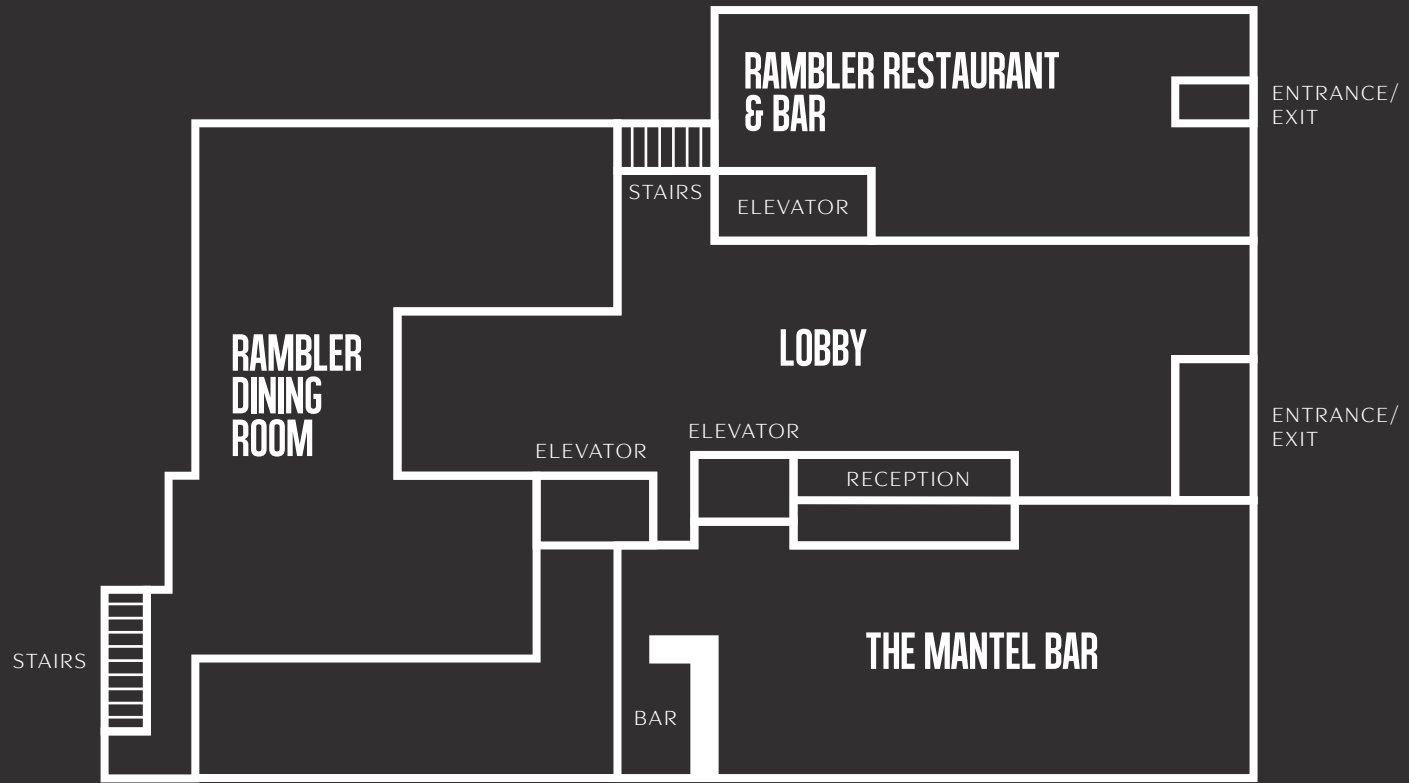 RAMBLER RESTAURANT
& BAR
ENTRANCE/
EXIT
STAIRS
ELEVATOR
LOBBY
RAMBLER
DINING
ROOM
ENTRANCE/
EXIT
ELEVATOR
ELEVATOR
RECEPTION
THE MANTEL BAR
STAIRS
BAR